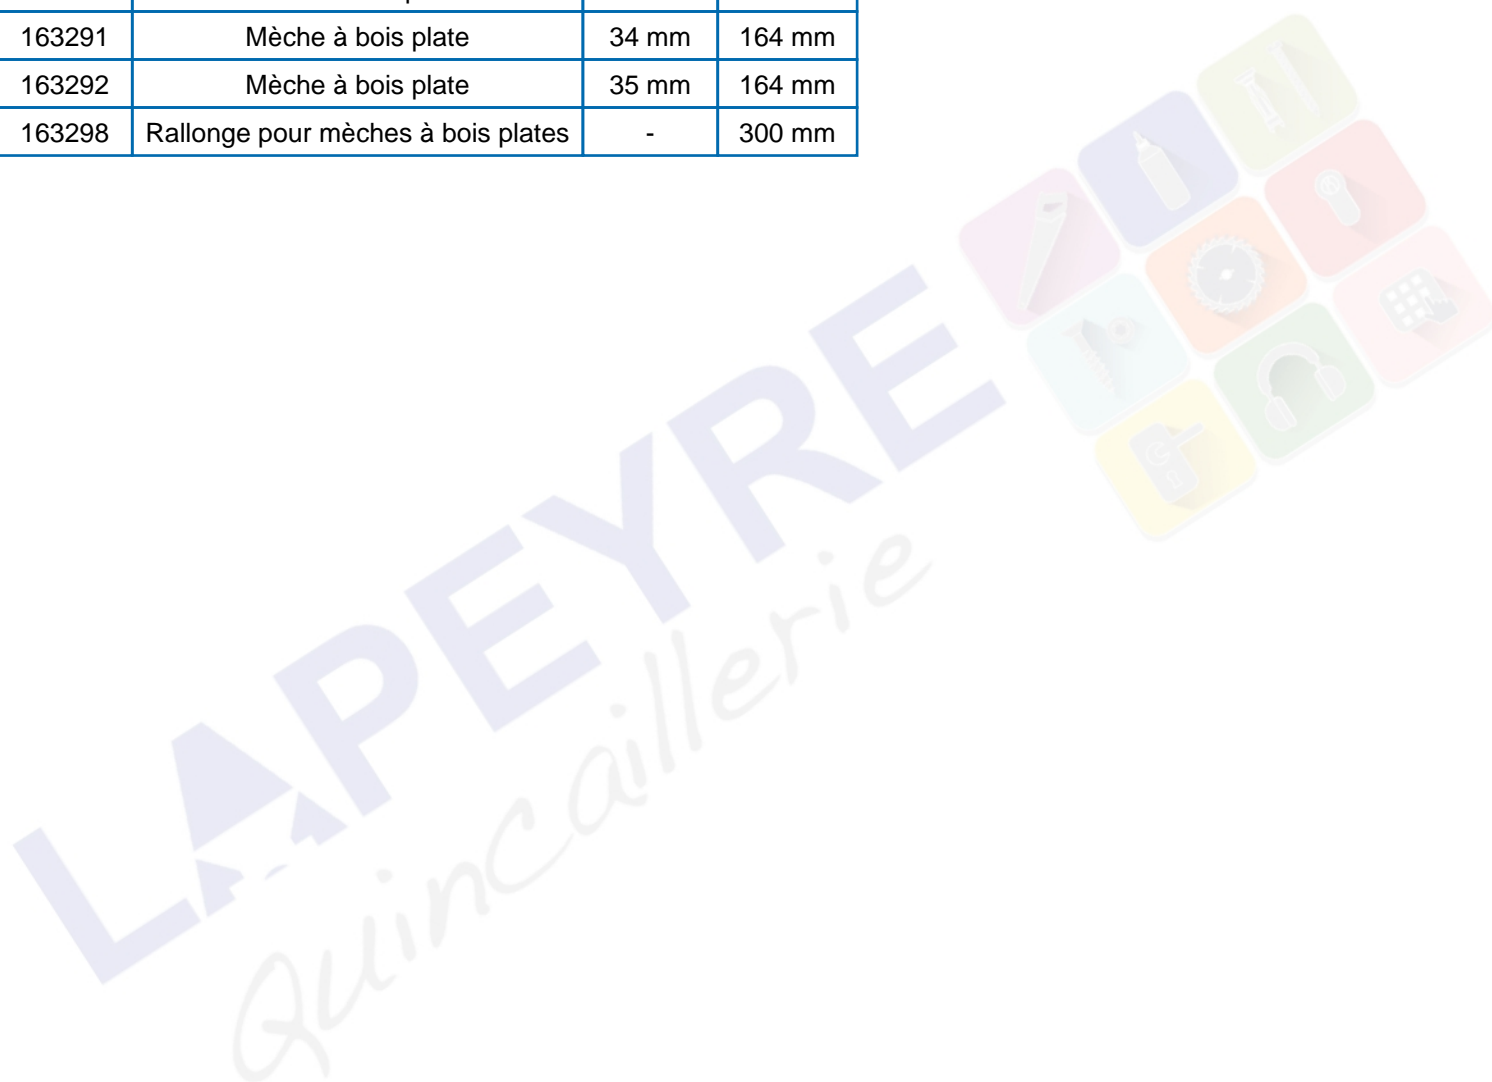 163291 Mèche à bois plate 34 mm 164 mm
163292 Mèche à bois plate 35 mm 164 mm
163298 Rallonge pour mèches à bois plates - 300 mm
LAPEYRE
Quincaillerie